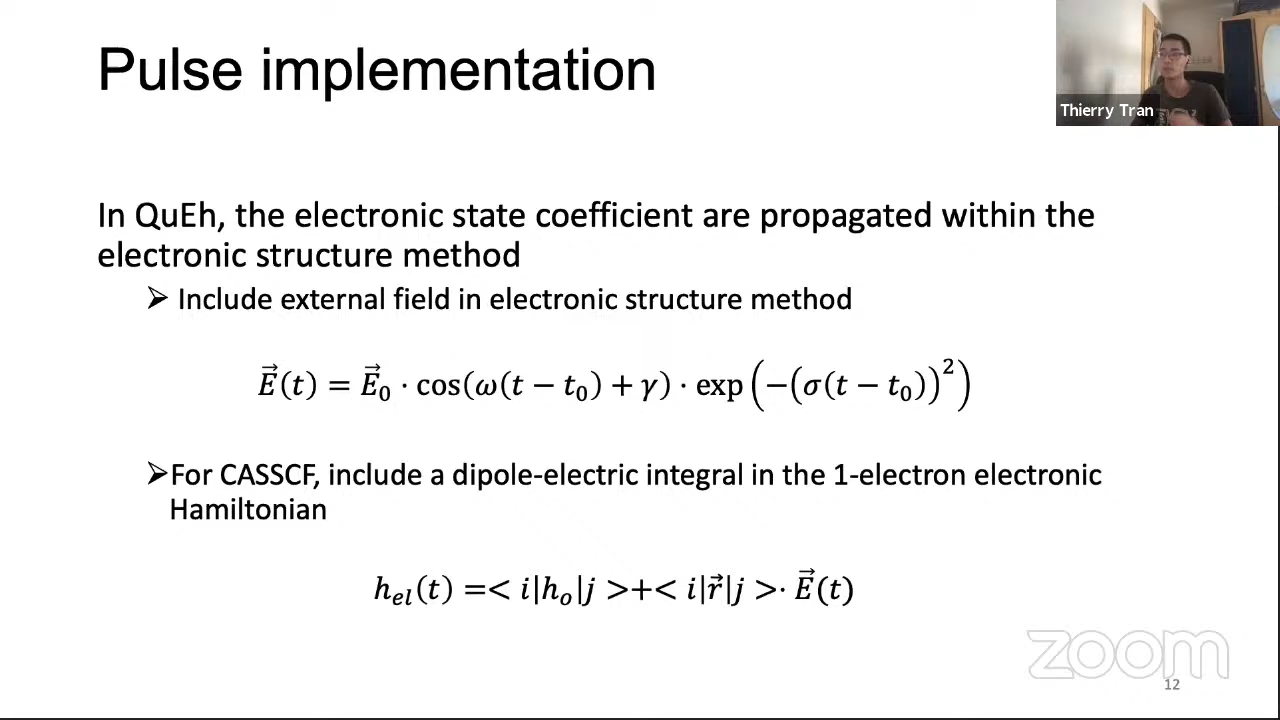 Pulse implementation
Thierry Tran
In QuEh, the electronic state coefficient are propagated within the
electronic structure method
➢ Include external field in electronic structure method
E⃗(t) = E⃗₀ · cos(ω(t − t₀) + γ) · exp(−(σ(t − t₀))²)
➢For CASSCF, include a dipole-electric integral in the 1-electron electronic
Hamiltonian
hₑₗ(t) =< i|hₒ|j >+< i|r⃗|j >· E⃗(t)
zoom
12